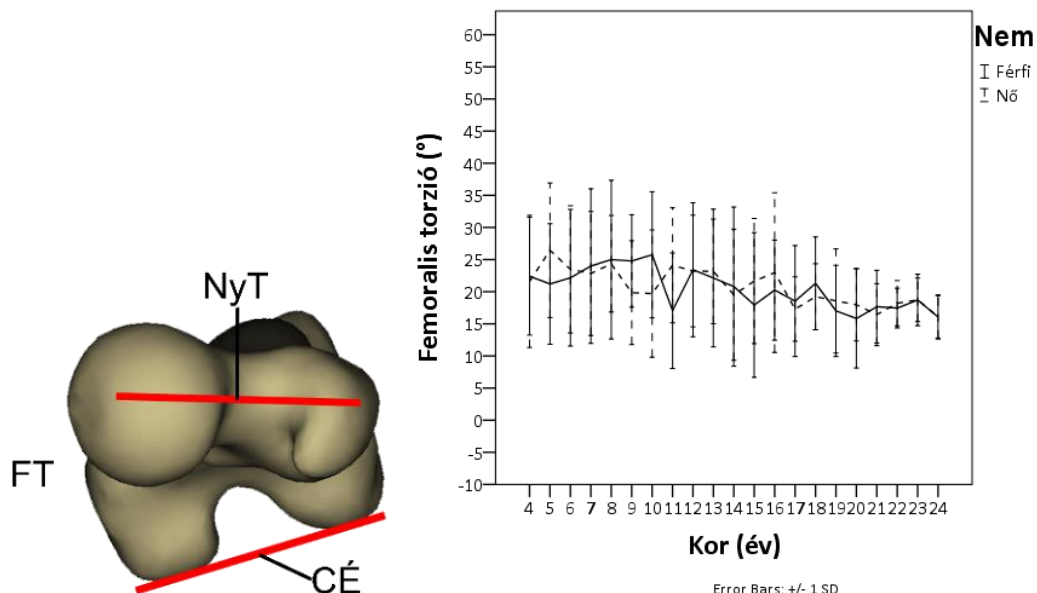 NyT
FT
CÉ
Femoralis torzió (°)
60
55
50
45
40
35
30
25
20
15
10
5
0
-5
-10
4 5 6 7 8 9 10 11 12 13 14 15 16 17 18 19 20 21 22 23 24
Kor (év)
Error Bars: +/- 1 SD
Nem
Férfi
Nő